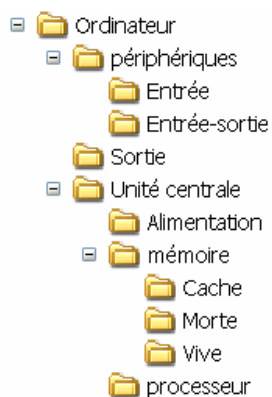 Ordinateur
périphériques
Entrée
Entrée-sortie
Sortie
Unité centrale
Alimentation
mémoire
Cache
Morte
Vive
processeur